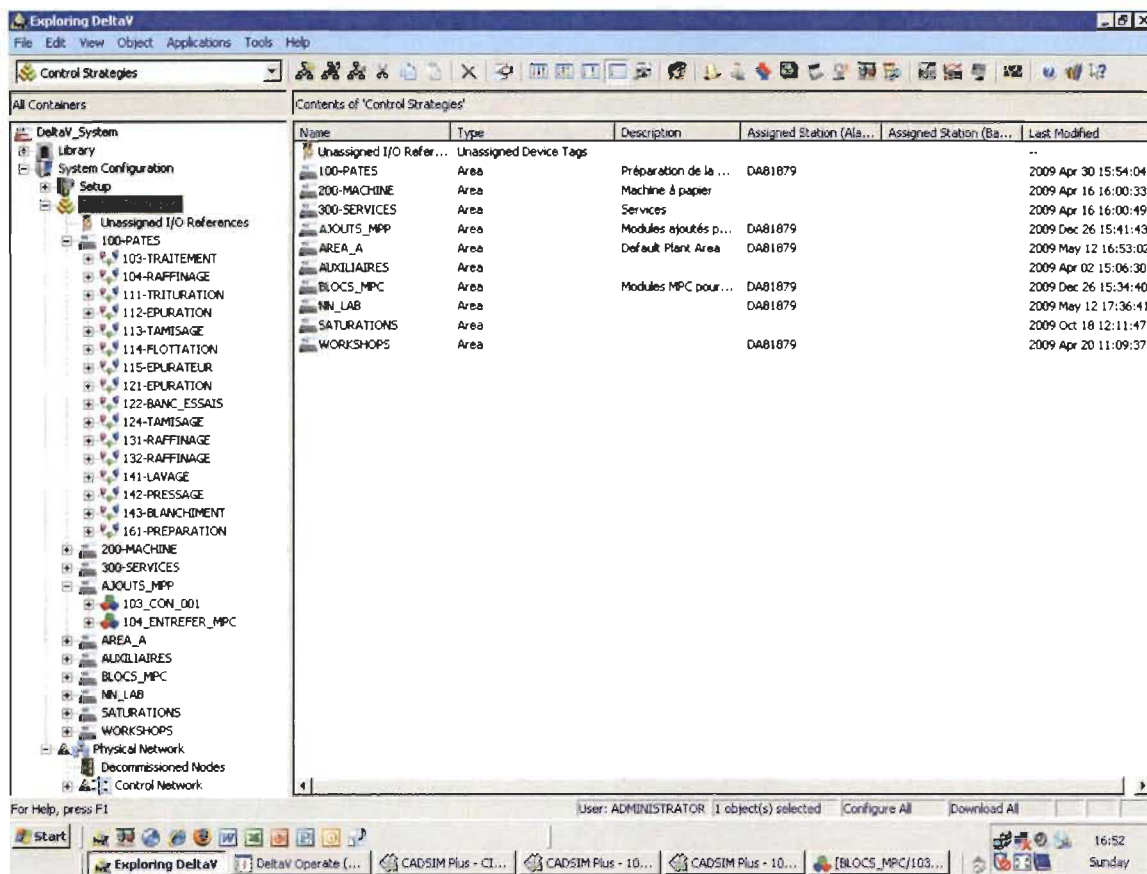 Exploring DeltaV
File Edit View Object Applications Tools Help
Control Strategies
All Containers
Contents of 'Control Strategies'
DeltaV_System
Library
System Configuration
Setup
Unassigned I/O References
100-PATES
103-TRAITEMENT
104-RAFFINAGE
111-TRITURATION
112-EPURATION
113-TAMISAGE
114-FLOTTATION
115-EPURATEUR
121-EPURATION
122-BANC_ESSAIS
124-TAMISAGE
131-RAFFINAGE
132-RAFFINAGE
141-LAVAGE
142-PRESSAGE
143-BLANCHIMENT
161-PREPARATION
200-MACHINE
300-SERVICES
AJOUTS_MPP
103_CON_001
104_ENTREFER_MPC
AREA_A
AUXILIAIRES
BLOCS_MPC
NN_LAB
SATURATIONS
WORKSHOPS
Physical Network
Decommissioned Nodes
Control Network
Name Type Description Assigned Station (Ala... Assigned Station (Ba... Last Modified
Unassigned I/O Refer... Unassigned Device Tags --
100-PATES Area Préparation de la ... DA81879 2009 Apr 30 15:54:04
200-MACHINE Area Machine à papier 2009 Apr 16 16:00:33
300-SERVICES Area Services 2009 Apr 16 16:00:49
AJOUTS_MPP Area Modules ajoutés p... DA81879 2009 Dec 26 15:41:43
AREA_A Area Default Plant Area DA81879 2009 May 12 16:53:02
AUXILIAIRES Area 2009 Apr 02 15:06:30
BLOCS_MPC Area Modules MPC pour... DA81879 2009 Dec 26 15:34:40
NN_LAB Area DA81879 2009 May 12 17:36:41
SATURATIONS Area 2009 Oct 18 12:11:47
WORKSHOPS Area DA81879 2009 Apr 20 11:09:37
For Help, press F1
User: ADMINISTRATOR 1 object(s) selected Configure All Download All
Start
16:52
Exploring DeltaV DeltaV Operate (... CADSIM Plus - CI... CADSIM Plus - 10... CADSIM Plus - 10... [BLOCS_MPC/103...
Sunday